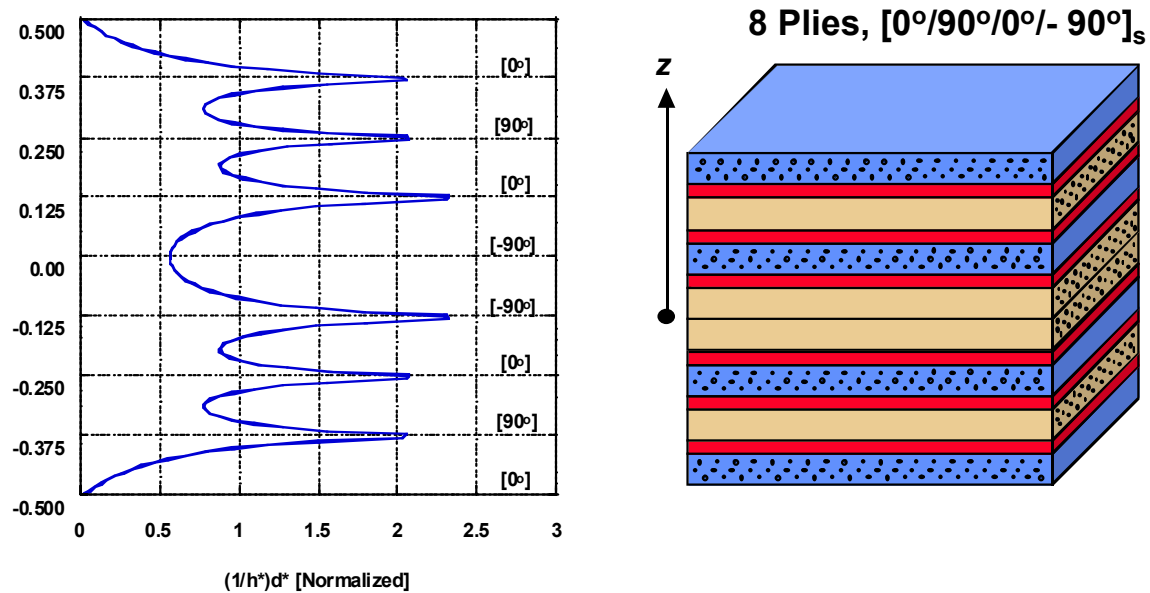 8 Plies, [0º/90º/0º/- 90º]s
z
0.500
0.375
0.250
0.125
0.00
-0.125
-0.250
-0.375
-0.500
[0º]
[90º]
[0º]
[-90º]
[-90º]
[0º]
[90º]
[0º]
0 0.5 1 1.5 2 2.5 3
(1/h*)d* [Normalized]